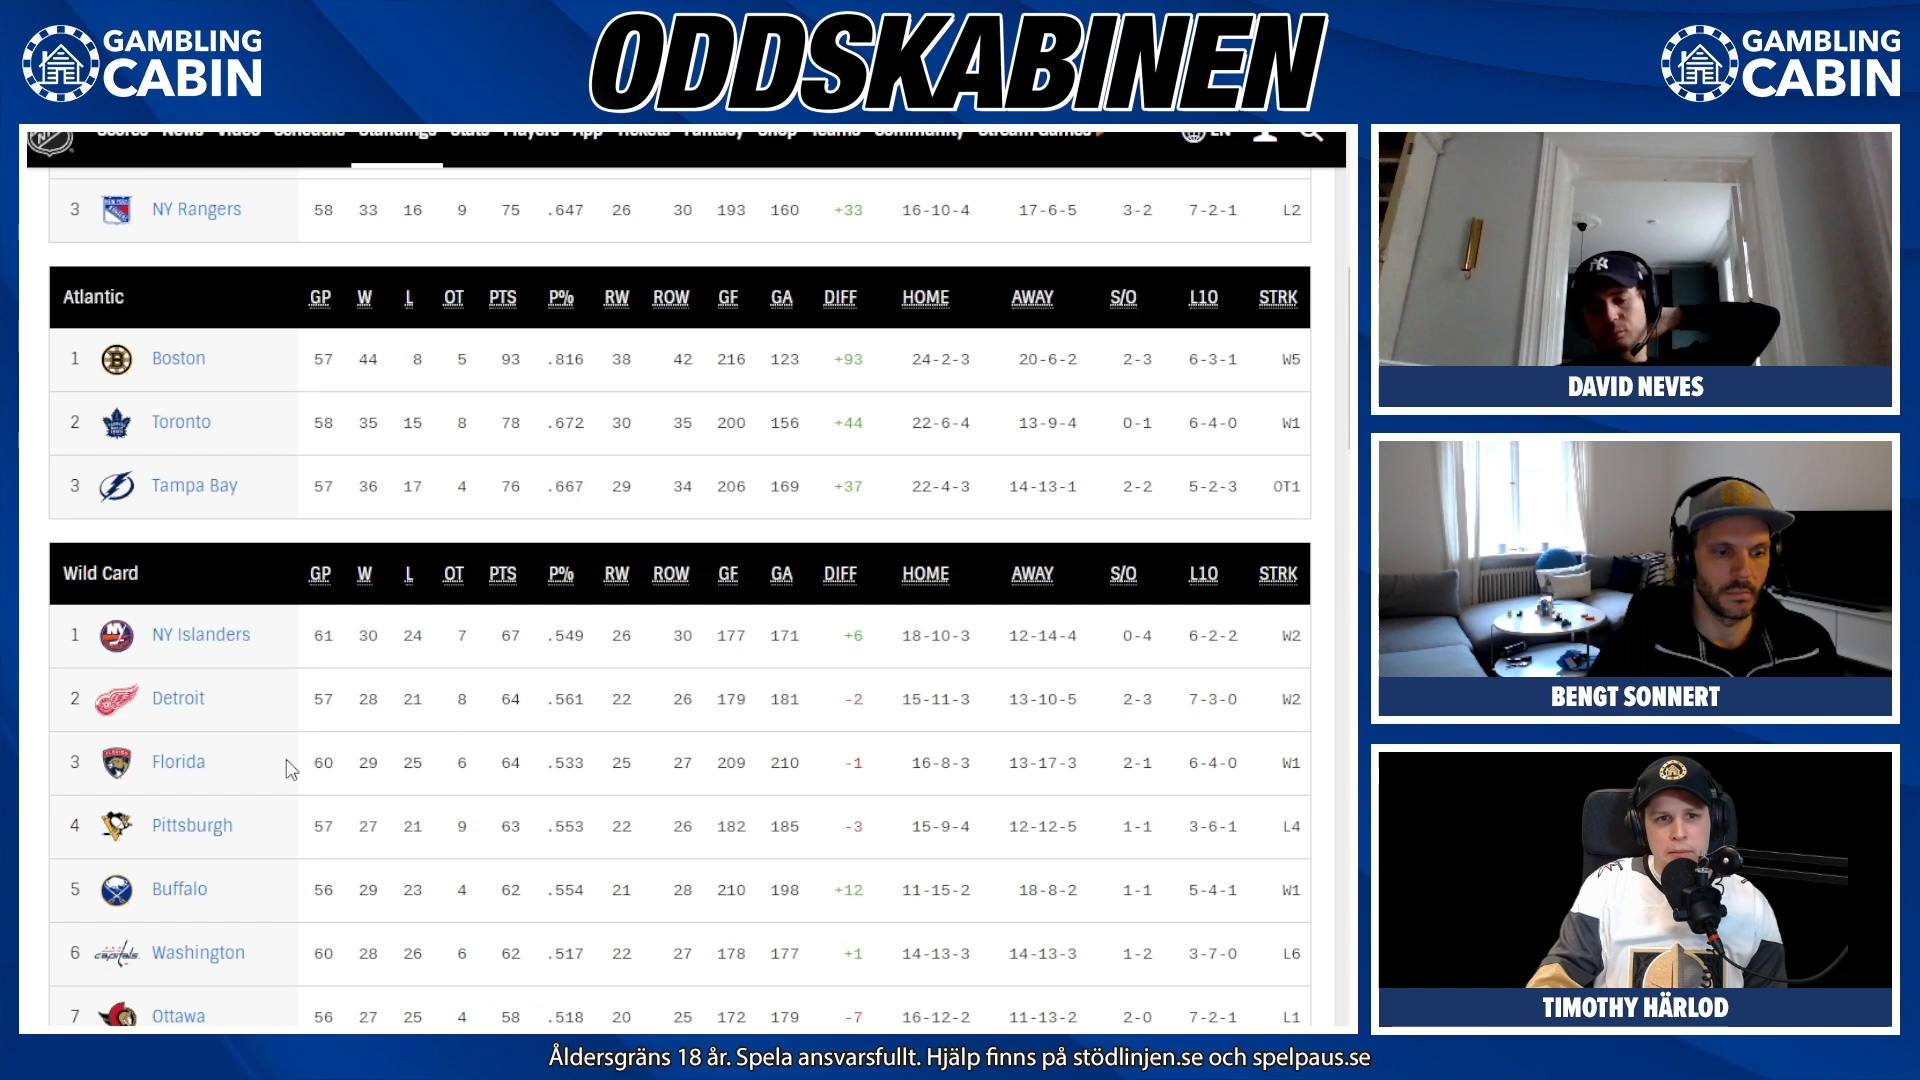 GAMBLING CABIN
ODDSKABINEN
GAMBLING CABIN
Scores News Video Schedule Standings Stats Players App Tickets Fantasy Shop Teams Community Stream Games EN
3 NY Rangers 58 33 16 9 75 .647 26 30 193 160 +33 16-10-4 17-6-5 3-2 7-2-1 L2
Atlantic GP W L OT PTS P% RW ROW GF GA DIFF HOME AWAY S/O L10 STRK
1 Boston 57 44 8 5 93 .816 38 42 216 123 +93 24-2-3 20-6-2 2-3 6-3-1 W5
2 Toronto 58 35 15 8 78 .672 30 35 200 156 +44 22-6-4 13-9-4 0-1 6-4-0 W1
3 Tampa Bay 57 36 17 4 76 .667 29 34 206 169 +37 22-4-3 14-13-1 2-2 5-2-3 OT1
Wild Card GP W L OT PTS P% RW ROW GF GA DIFF HOME AWAY S/O L10 STRK
1 NY Islanders 61 30 24 7 67 .549 26 30 177 171 +6 18-10-3 12-14-4 0-4 6-2-2 W2
2 Detroit 57 28 21 8 64 .561 22 26 179 181 -2 15-11-3 13-10-5 2-3 7-3-0 W2
3 Florida 60 29 25 6 64 .533 25 27 209 210 -1 16-8-3 13-17-3 2-1 6-4-0 W1
4 Pittsburgh 57 27 21 9 63 .553 22 26 182 185 -3 15-9-4 12-12-5 1-1 3-6-1 L4
5 Buffalo 56 29 23 4 62 .554 21 28 210 198 +12 11-15-2 18-8-2 1-1 5-4-1 W1
6 capitals Washington 60 28 26 6 62 .517 22 27 178 177 +1 14-13-3 14-13-3 1-2 3-7-0 L6
7 Ottawa 56 27 25 4 58 .518 20 25 172 179 -7 16-12-2 11-13-2 2-0 7-2-1 L1
DAVID NEVES
BENGT SONNERT
TIMOTHY HÄRLOD
Åldersgräns 18 år. Spela ansvarsfullt. Hjälp finns på stödlinjen.se och spelpaus.se